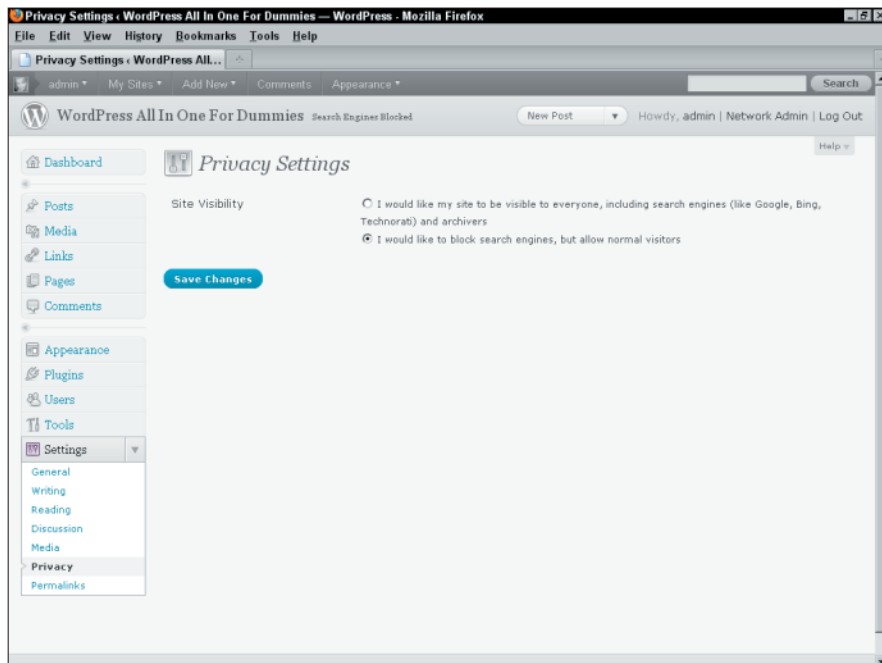 Privacy Settings ‹ WordPress All In One For Dummies — WordPress - Mozilla Firefox
File Edit View History Bookmarks Tools Help
Privacy Settings ‹ WordPress All...
admin My Sites Add New Comments Appearance Search
WordPress All In One For Dummies Search Engines Blocked New Post Howdy, admin | Network Admin | Log Out
Help
Dashboard
Privacy Settings
Posts
Media
Links
Pages
Comments
Site Visibility
I would like my site to be visible to everyone, including search engines (like Google, Bing,
Technorati) and archivers
I would like to block search engines, but allow normal visitors
Save Changes
Appearance
Plugins
Users
Tools
Settings
General
Writing
Reading
Discussion
Media
Privacy
Permalinks